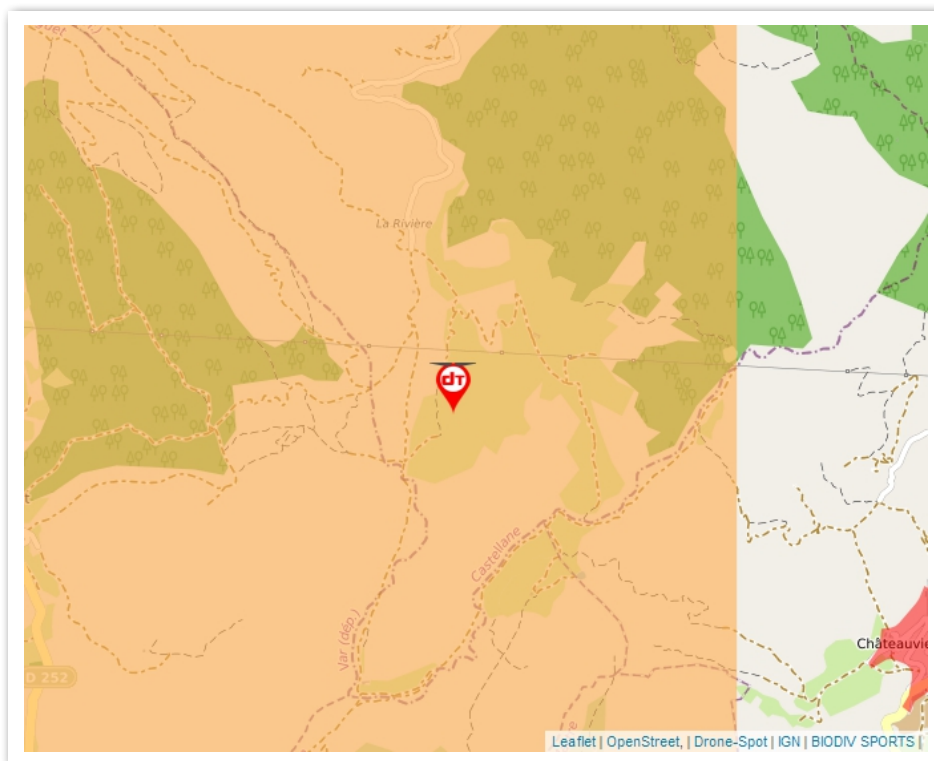 La Rivière
dT
Castellane
Var (dép.)
D 252
Châteauvie
Leaflet | OpenStreet, | Drone-Spot | IGN | BIODIV SPORTS |